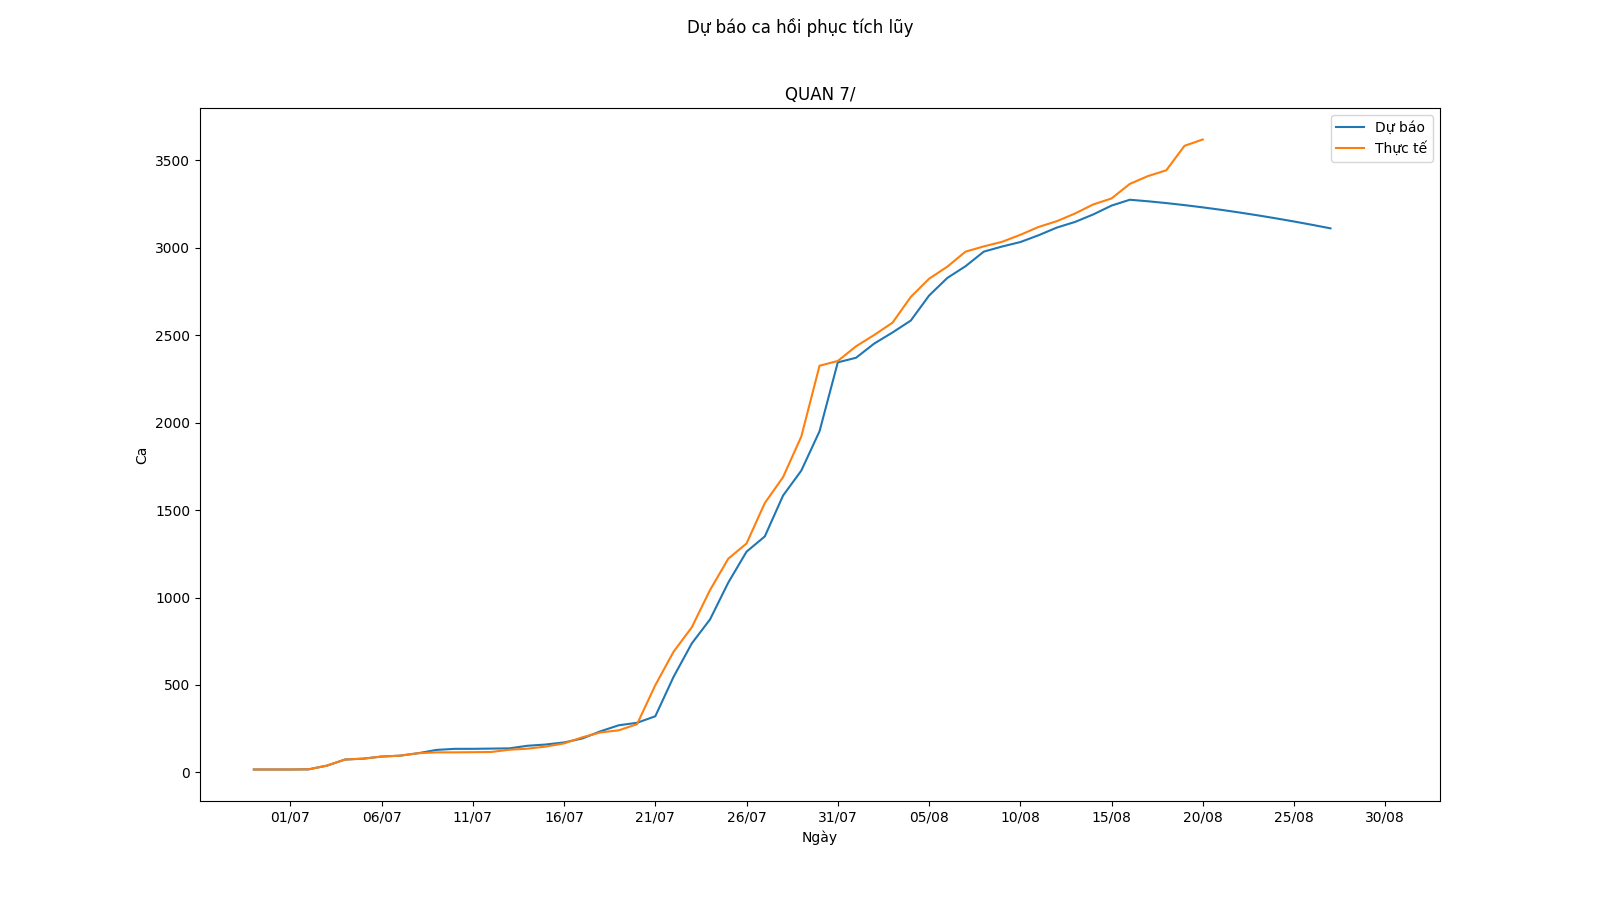 Dự báo ca hồi phục tích lũy
QUAN 7/
Dự báo
Thực tế
3500
3000
2500
2000
1500
1000
500
0
Ca
01/07 06/07 11/07 16/07 21/07 26/07 31/07 05/08 10/08 15/08 20/08 25/08 30/08
Ngày